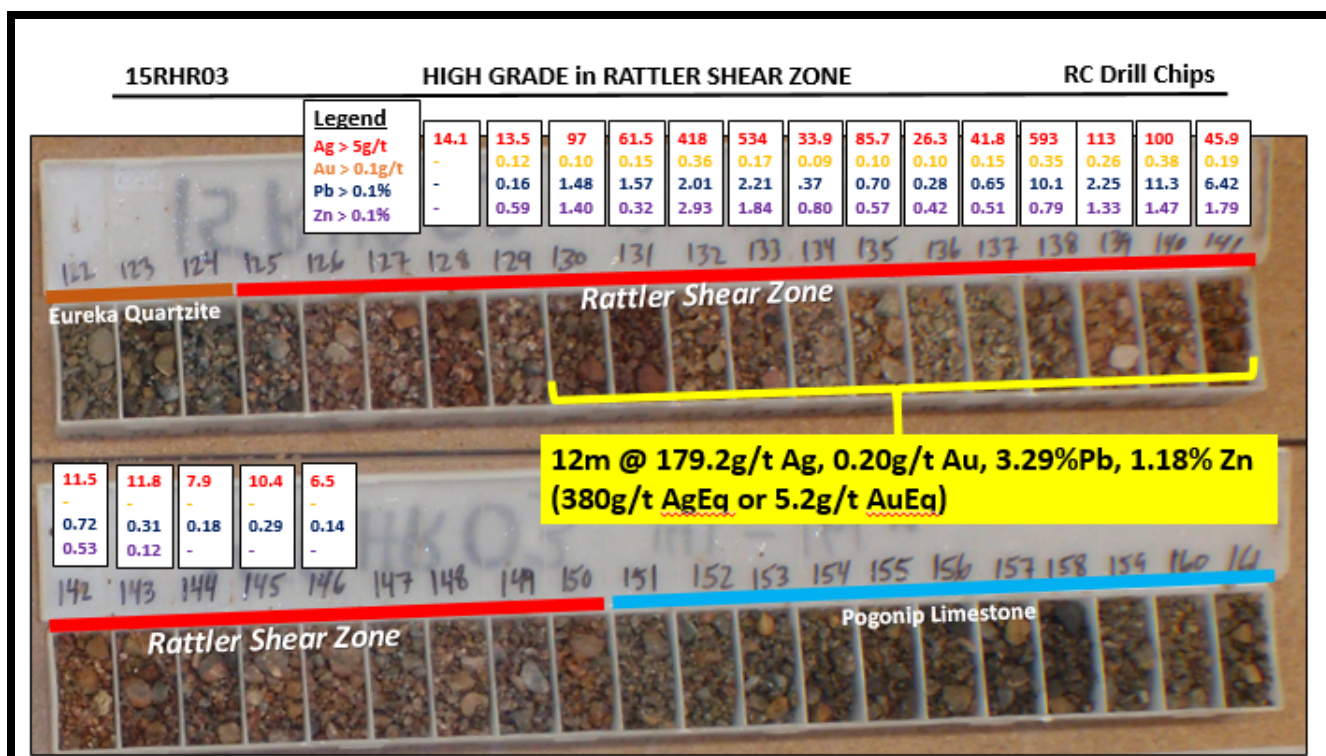 15RHR03 HIGH GRADE in RATTLER SHEAR ZONE RC Drill Chips
Legend
Ag > 5g/t
Au > 0.1g/t
Pb > 0.1%
Zn > 0.1%
14.1 13.5 97 61.5 418 534 33.9 85.7 26.3 41.8 593 113 100 45.9
- 0.12 0.10 0.15 0.36 0.17 0.09 0.10 0.10 0.15 0.35 0.26 0.38 0.19
- 0.16 1.48 1.57 2.01 2.21 .37 0.70 0.28 0.65 10.1 2.25 11.3 6.42
- 0.59 1.40 0.32 2.93 1.84 0.80 0.57 0.42 0.51 0.79 1.33 1.47 1.79
122 123 124 125 126 127 128 129 130 131 132 133 134 135 136 137 138 139 140 141
Eureka Quartzite
Rattler Shear Zone
12m @ 179.2g/t Ag, 0.20g/t Au, 3.29%Pb, 1.18% Zn
(380g/t AgEq or 5.2g/t AuEq)
11.5 11.8 7.9 10.4 6.5
- - - - -
0.72 0.31 0.18 0.29 0.14
0.53 0.12 - - -
HR03
142 143 144 145 146 147 148 149 150 151 152 153 154 155 156 157 158 159 160 161
Rattler Shear Zone
Pogonip Limestone